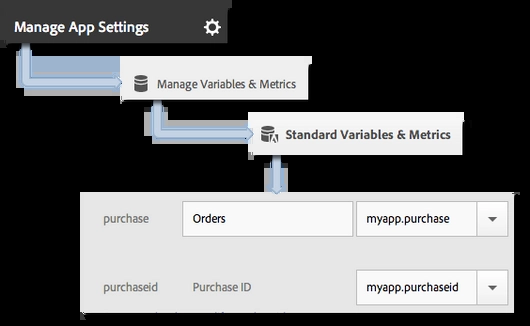 Manage App Settings
Manage Variables & Metrics
Standard Variables & Metrics
purchase Orders myapp.purchase
purchaseid Purchase ID myapp.purchaseid